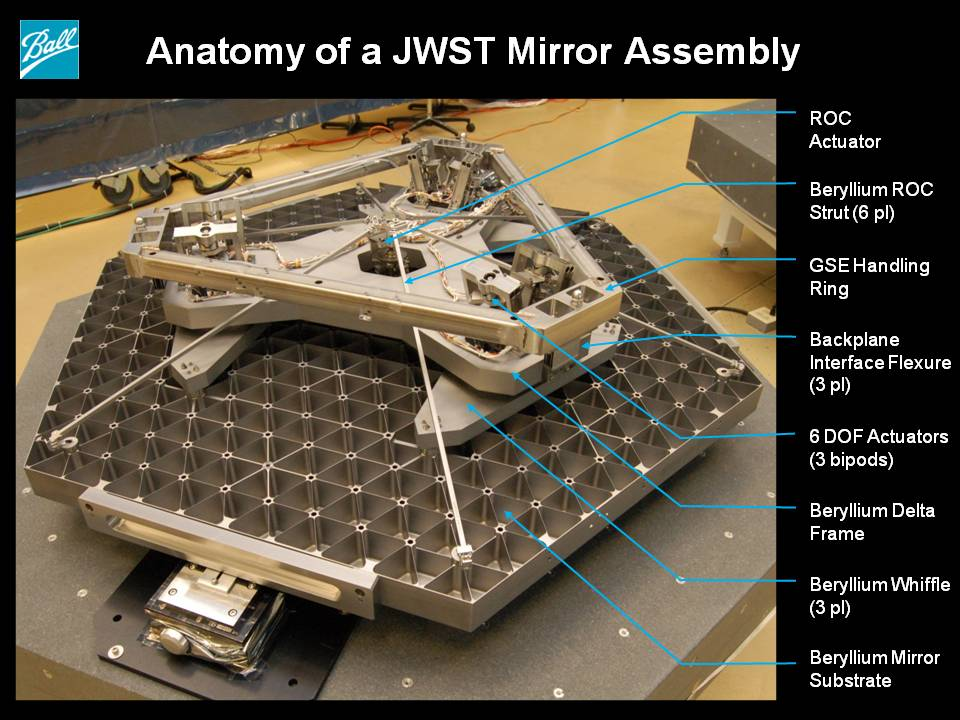 Ball
Anatomy of a JWST Mirror Assembly
ROC
Actuator
Beryllium ROC
Strut (6 pl)
GSE Handling
Ring
Backplane
Interface Flexure
(3 pl)
6 DOF Actuators
(3 bipods)
Beryllium Delta
Frame
Beryllium Whiffle
(3 pl)
Beryllium Mirror
Substrate